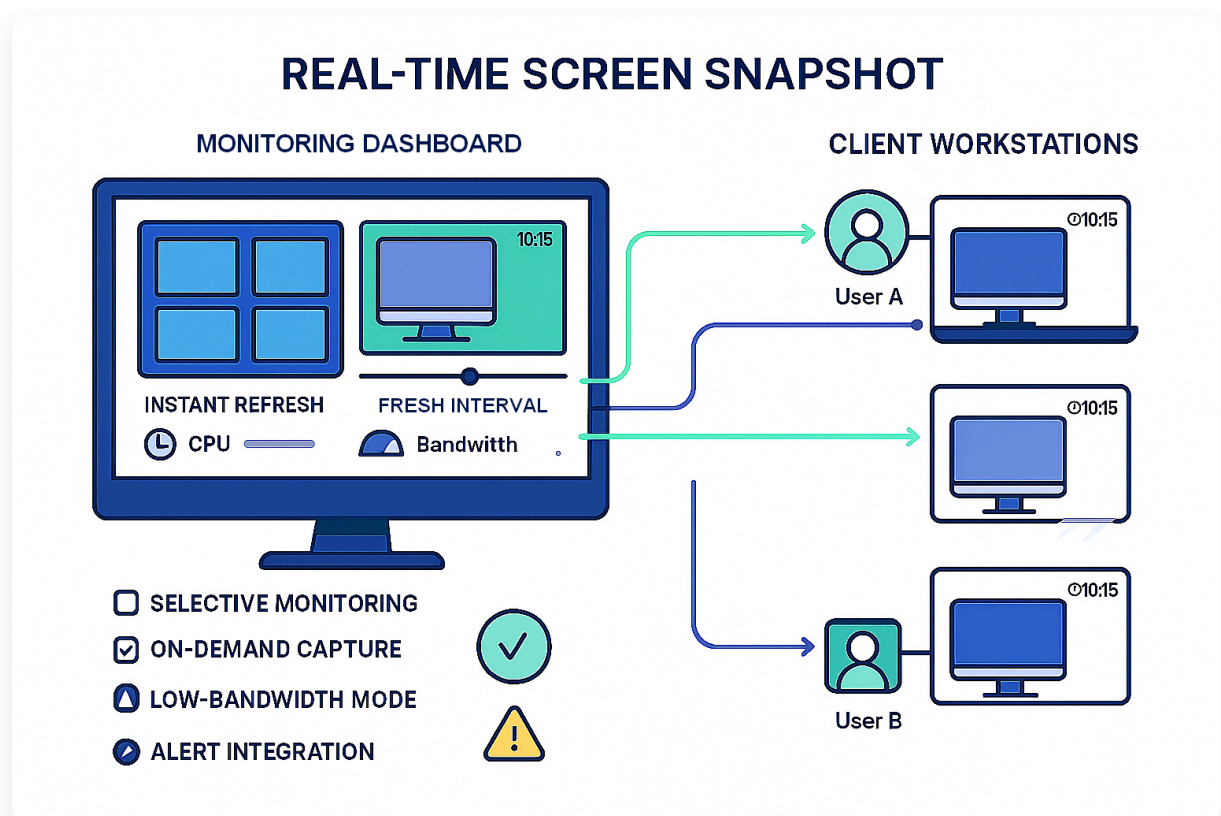 REAL-TIME SCREEN SNAPSHOT
MONITORING DASHBOARD
CLIENT WORKSTATIONS
10:15
INSTANT REFRESH
FRESH INTERVAL
CPU
Bandwitth
User A
10:15
10:15
10:15
User B
SELECTIVE MONITORING
ON-DEMAND CAPTURE
LOW-BANDWIDTH MODE
ALERT INTEGRATION